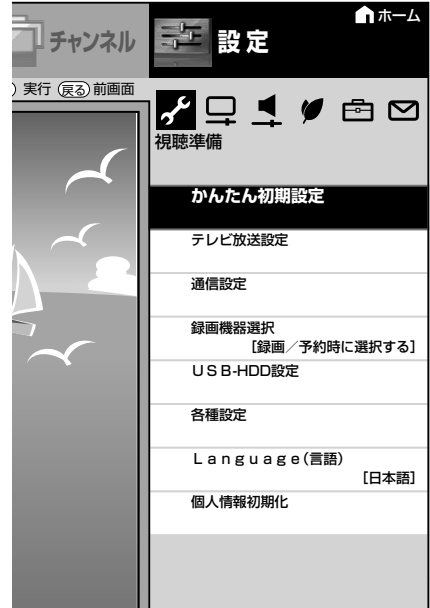 ホーム
チャンネル
設定
) 実行 戻る 前画面
視聴準備
かんたん初期設定
テレビ放送設定
通信設定
録画機器選択
［録画／予約時に選択する］
ＵＳＢ-HDD設定
各種設定
Ｌａｎｇｕａｇｅ(言語)
［日本語］
個人情報初期化